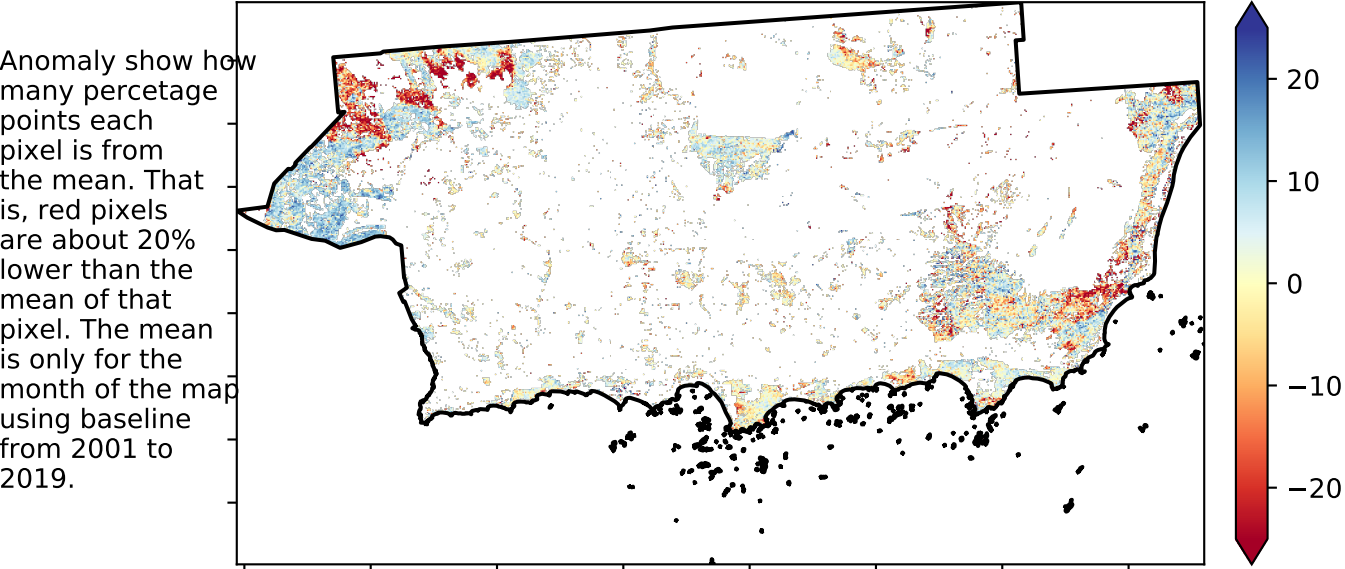 Anomaly show how
many percetage
points each
pixel is from
the mean. That
is, red pixels
are about 20%
lower than the
mean of that
pixel. The mean
is only for the
month of the map
using baseline
from 2001 to
2019.
20
10
0
−10
−20